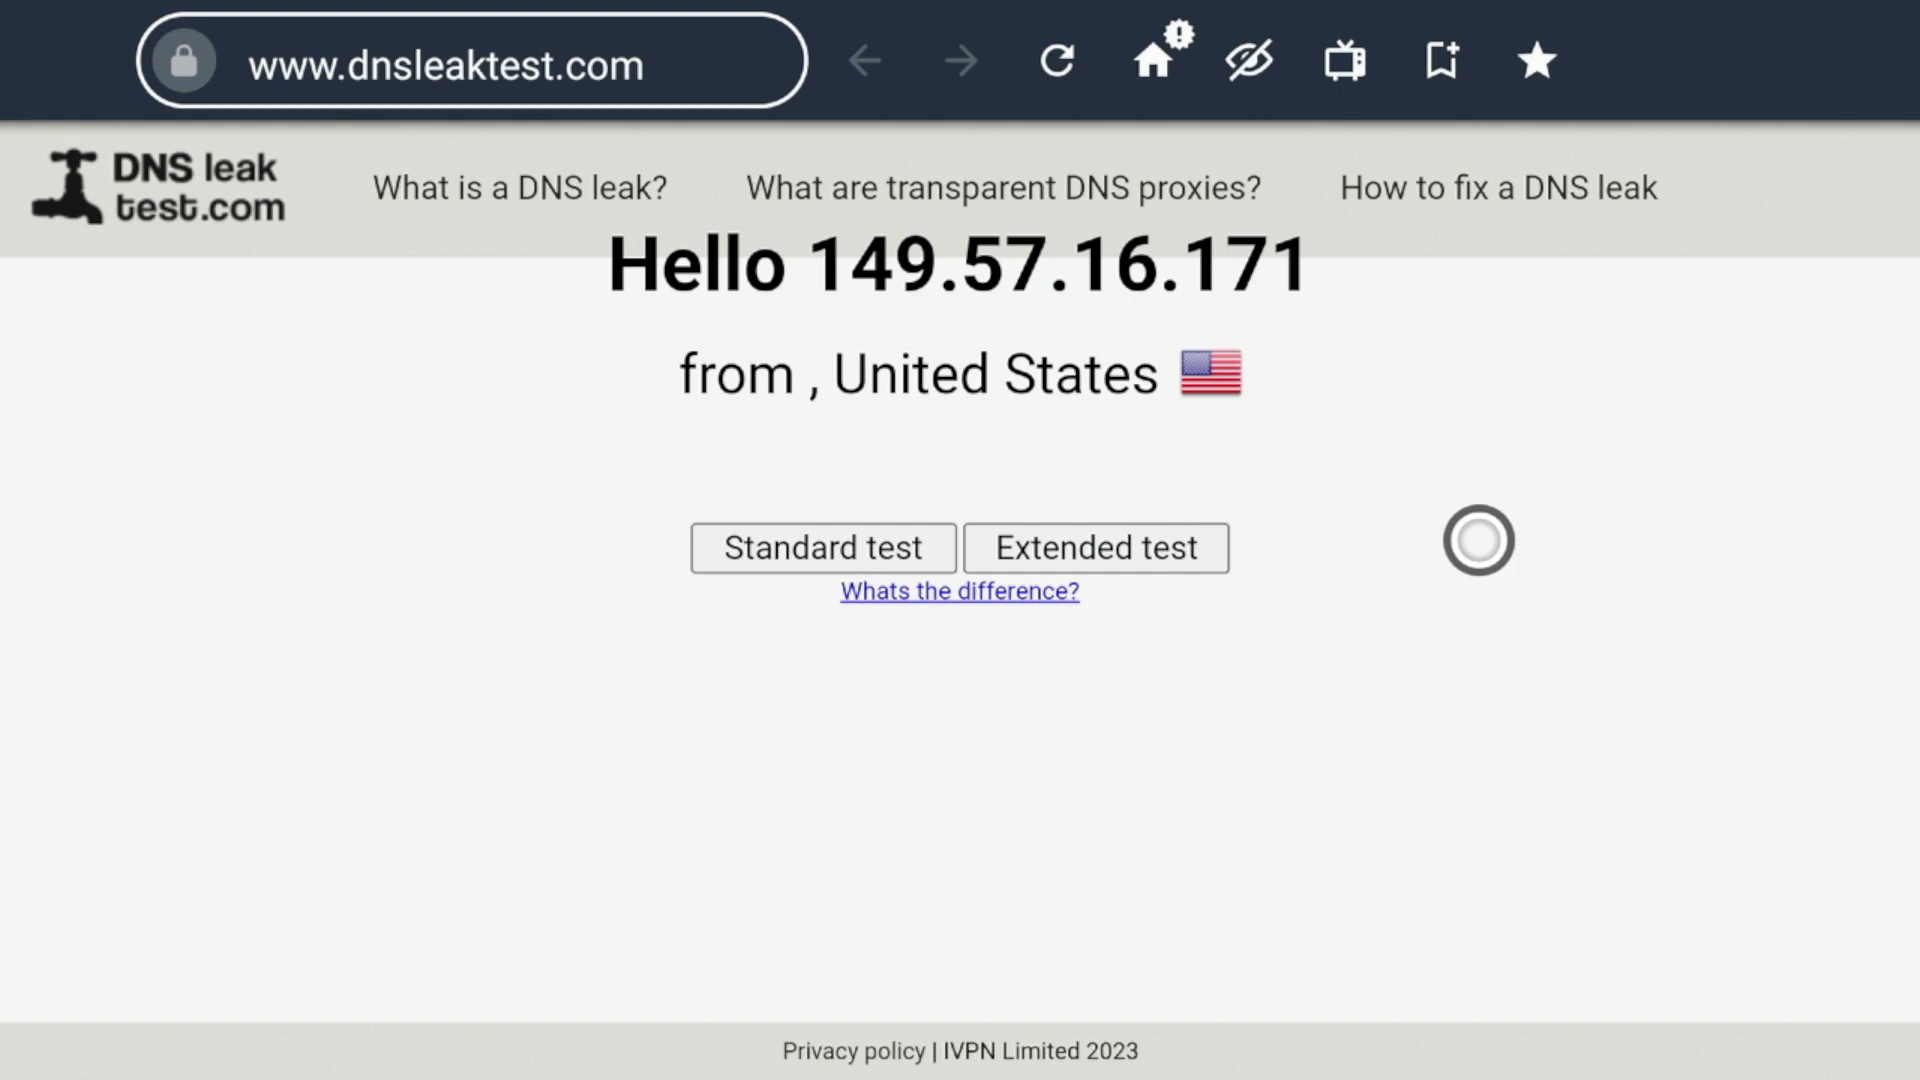 www.dnsleaktest.com
DNS leak
test.com
What is a DNS leak?
What are transparent DNS proxies?
How to fix a DNS leak
Hello 149.57.16.171
from , United States
Standard test
Extended test
Whats the difference?
Privacy policy | IVPN Limited 2023